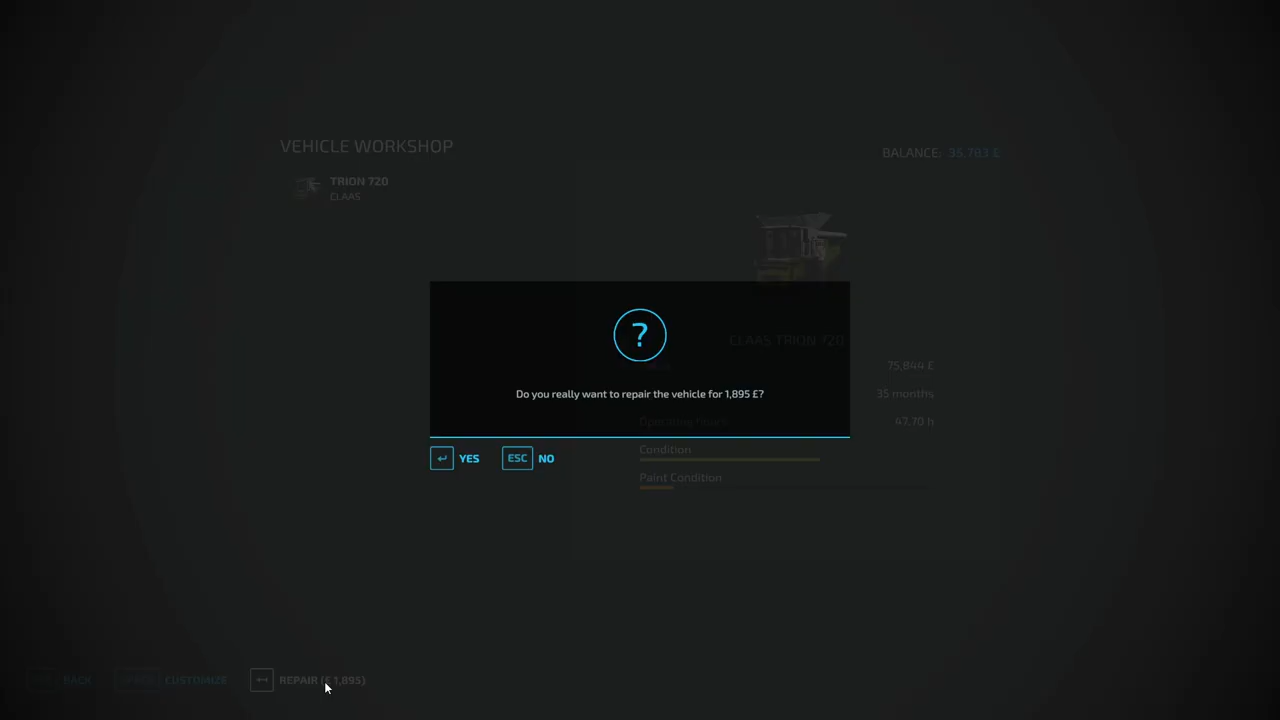 VEHICLE WORKSHOP
BALANCE: 35,783 £
TRION 720
CLAAS
?
CLAAS TRION 720
75,844 £
Do you really want to repair the vehicle for 1,895 £?
35 months
Operating Hours
47.70 h
Condition
↵ YES ESC NO
Paint Condition
BACK CUSTOMIZE REPAIR (£ 1,895)